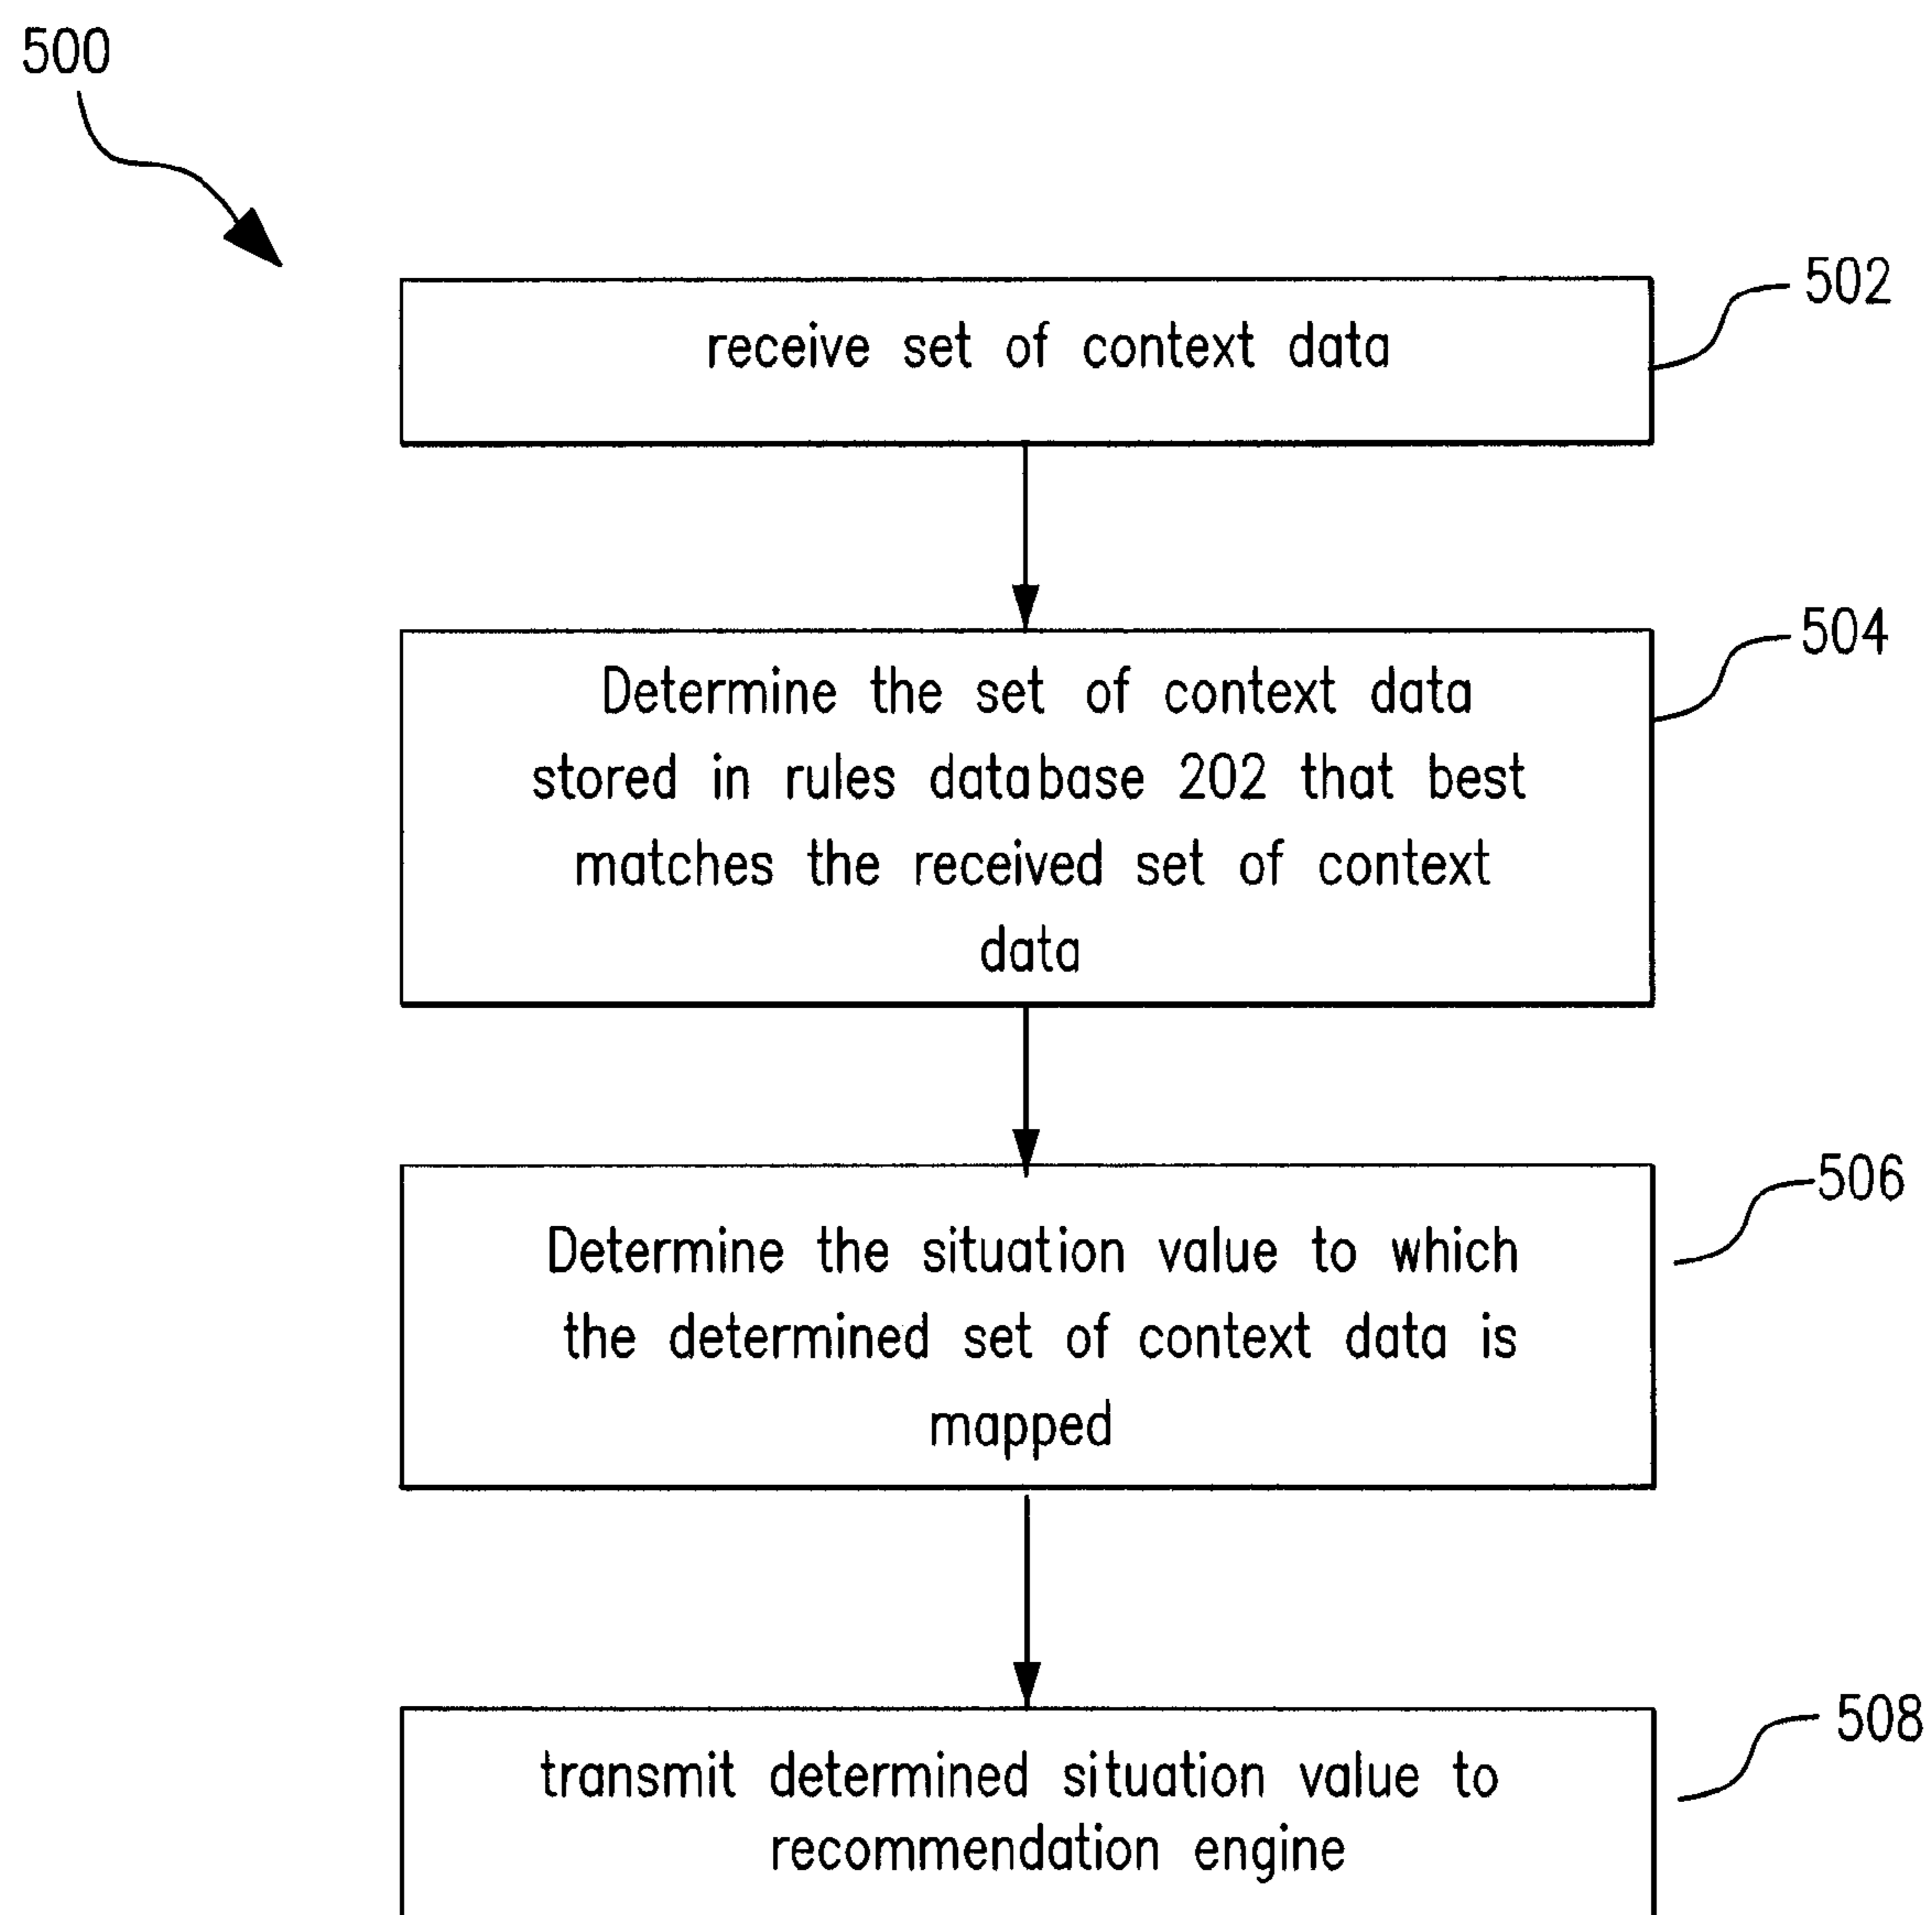 500
502
receive set of context data
504
Determine the set of context data
stored in rules database 202 that best
matches the received set of context
data
506
Determine the situation value to which
the determined set of context data is
mapped
508
transmit determined situation value to
recommendation engine